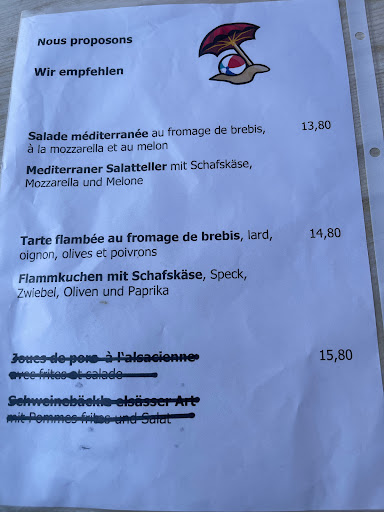 Nous proposons
Wir empfehlen
Salade méditerranée au fromage de brebis, 13,80
à la mozzarella et au melon
Mediterraner Salatteller mit Schafskäse,
Mozzarella und Melone
Tarte flambée au fromage de brebis, lard, 14,80
oignon, olives et poivrons
Flammkuchen mit Schafskäse, Speck,
Zwiebel, Oliven und Paprika
Joues de porc à l'alsacienne 15,80
avec frites et salade
Schweinebäckle elsässer Art
mit Pommes frites und Salat